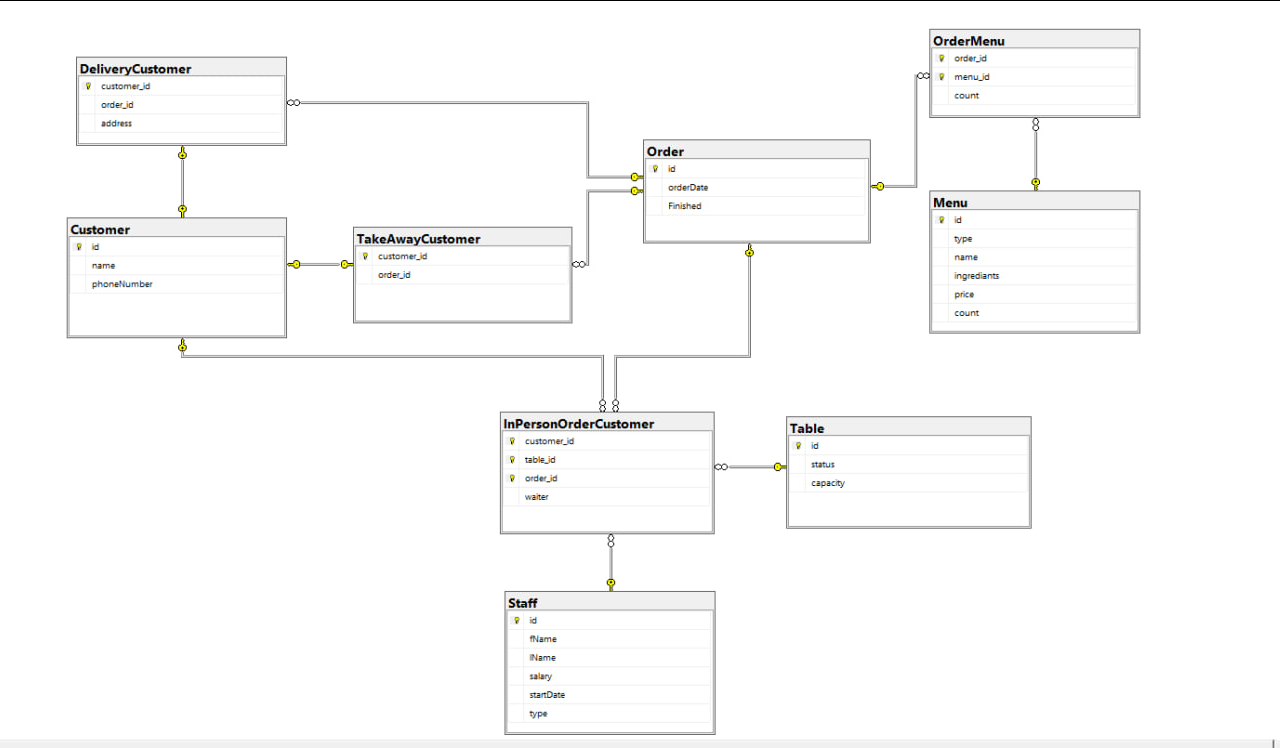 DeliveryCustomer
customer_id
order_id
address
Customer
id
name
phoneNumber
TakeAwayCustomer
customer_id
order_id
Order
id
orderDate
Finished
OrderMenu
order_id
menu_id
count
Menu
id
type
name
ingrediants
price
count
InPersonOrderCustomer
customer_id
table_id
order_id
waiter
Table
id
status
capacity
Staff
id
fName
lName
salary
startDate
type